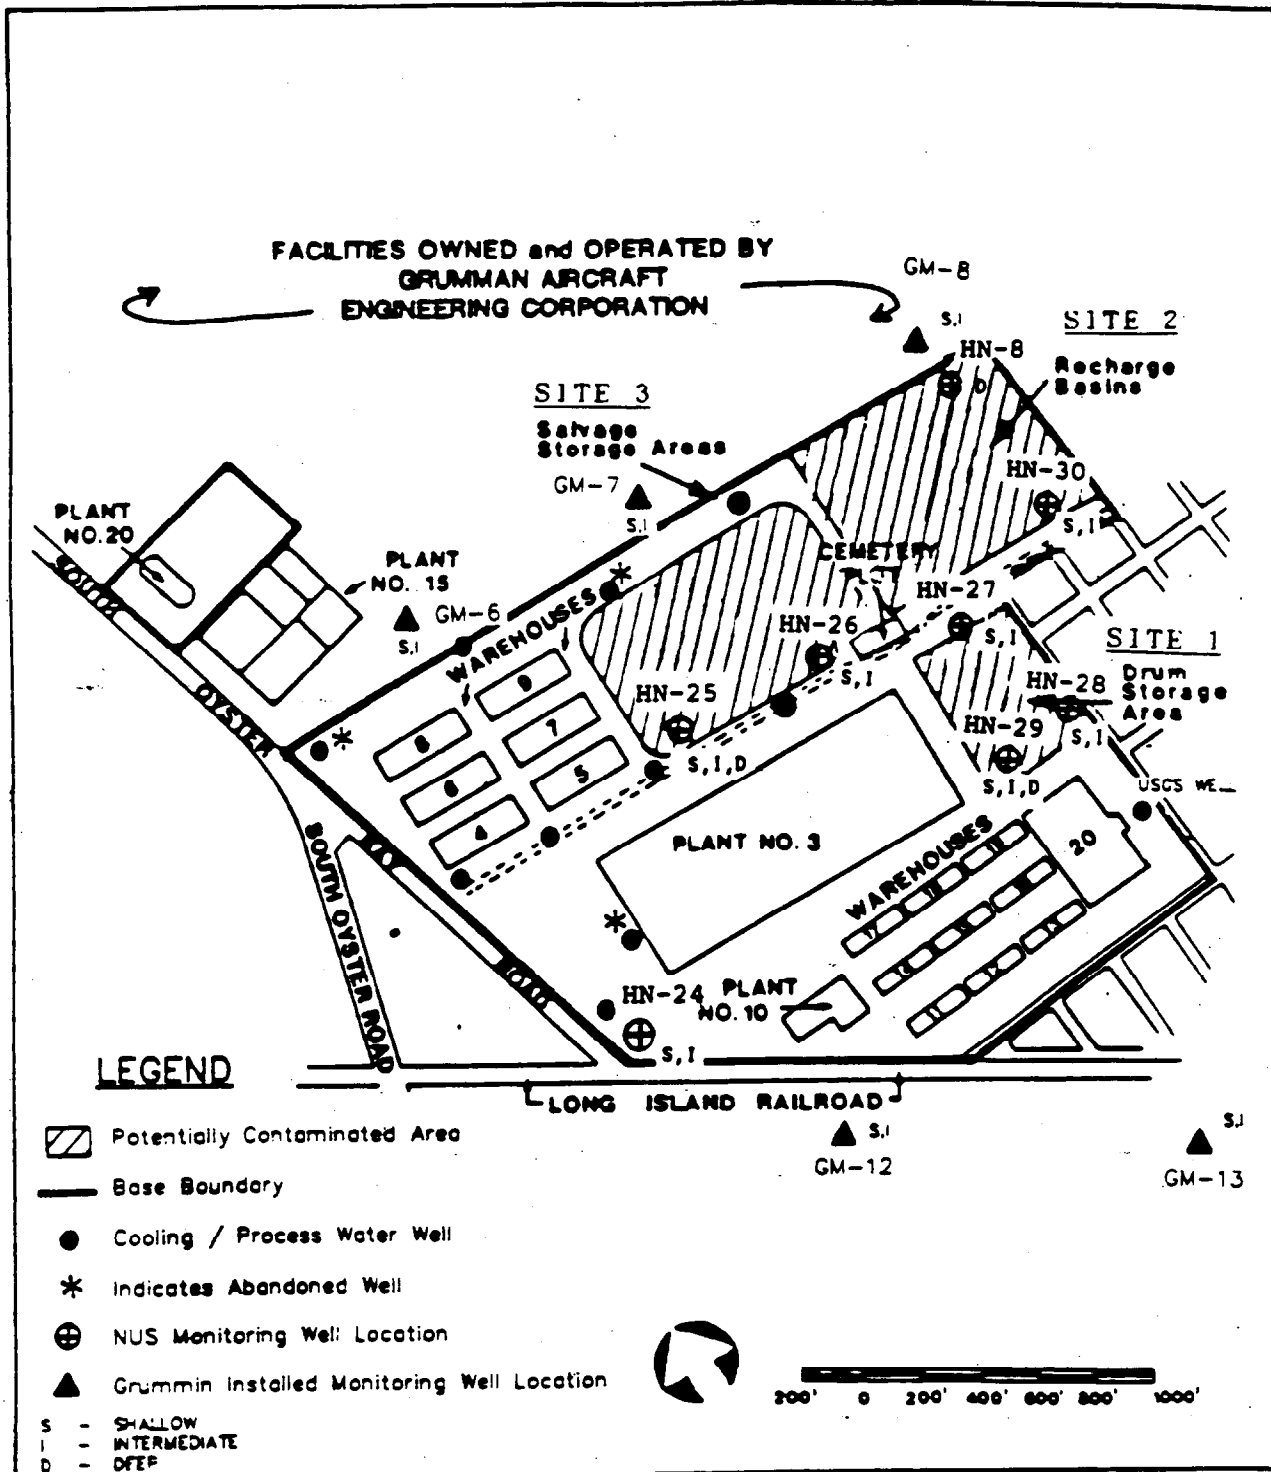 FACILITIES OWNED and OPERATED BY
GRUMMAN AIRCRAFT
ENGINEERING CORPORATION
GM-8
S,I
SITE 2
HN-8
D
Recharge
Basins
SITE 3
Salvage
Storage Areas
GM-7
S,I
HN-30
S,I
PLANT
NO.20
PLANT
NO. 15
CEMETERY
HN-27
S,I
GM-6
S,I
WAREHOUSES
HN-26
S,I
SITE 1
Drum
Storage
Area
HN-28
S,I
HN-25
S,I,D
HN-29
S,I,D
SOUTH
OYSTER
BAY
ROAD
9
8
7
6
5
4
USGS WE
PLANT NO. 3
WAREHOUSES
20
SOUTH OYSTER ROAD
HN-24
S,I
PLANT
NO. 10
LONG ISLAND RAILROAD
S,I
GM-12
S,I
GM-13
LEGEND
Potentially Contaminated Area
Base Boundary
Cooling / Process Water Well
Indicates Abandoned Well
NUS Monitoring Well Location
Grummin Installed Monitoring Well Location
S - SHALLOW
I - INTERMEDIATE
D - DEEP
200' 0 200' 400' 600' 800' 1000'